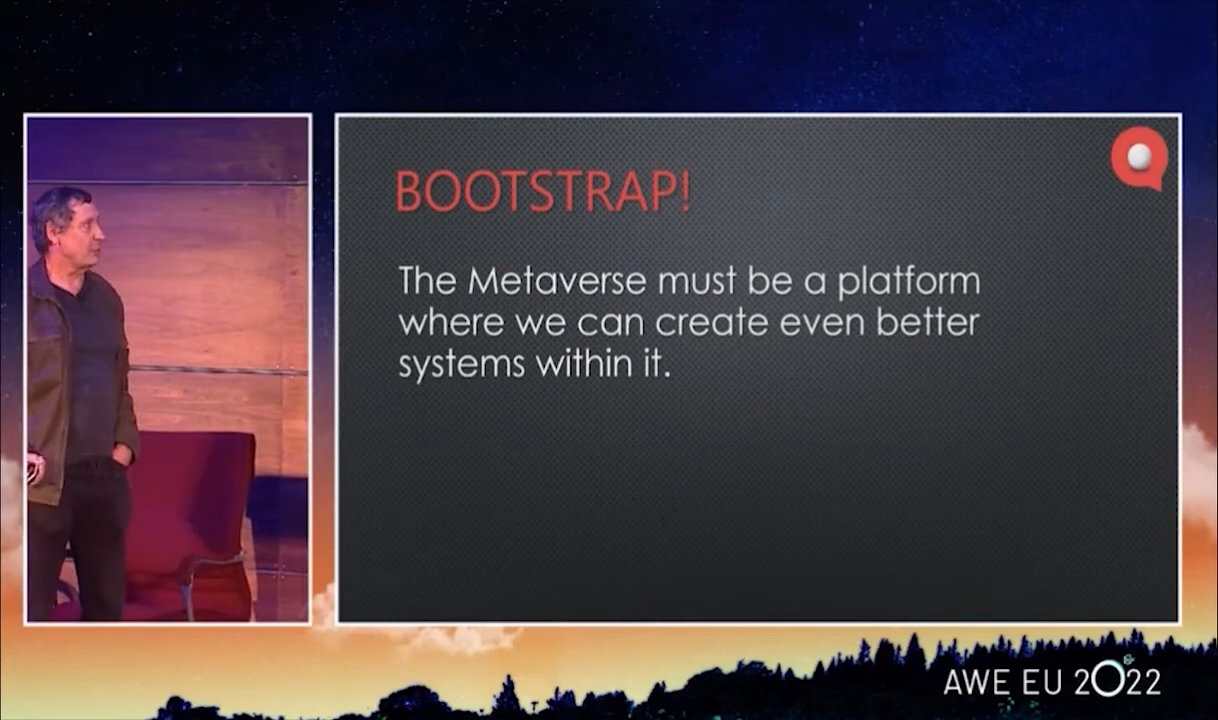 BOOTSTRAP!
The Metaverse must be a platform
where we can create even better
systems within it.
AWE EU 2022